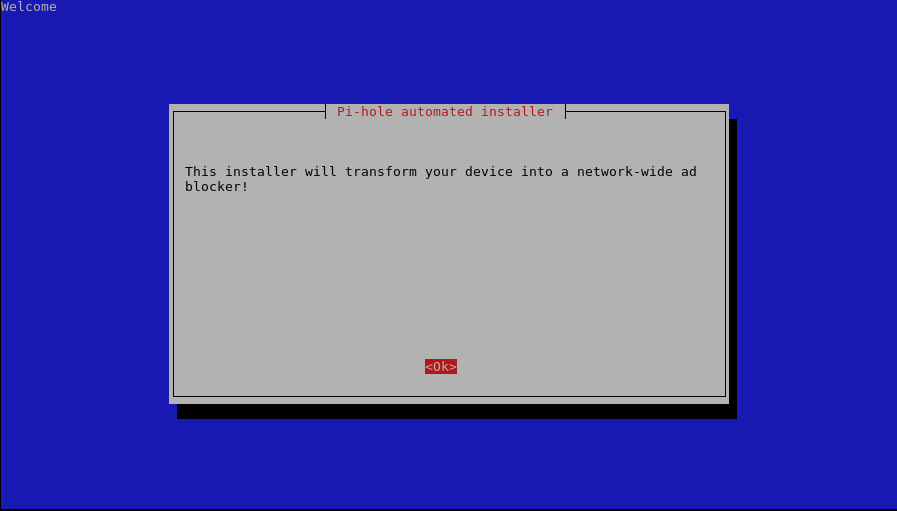 Welcome
Pi-hole automated installer
This installer will transform your device into a network-wide ad
blocker!
<Ok>